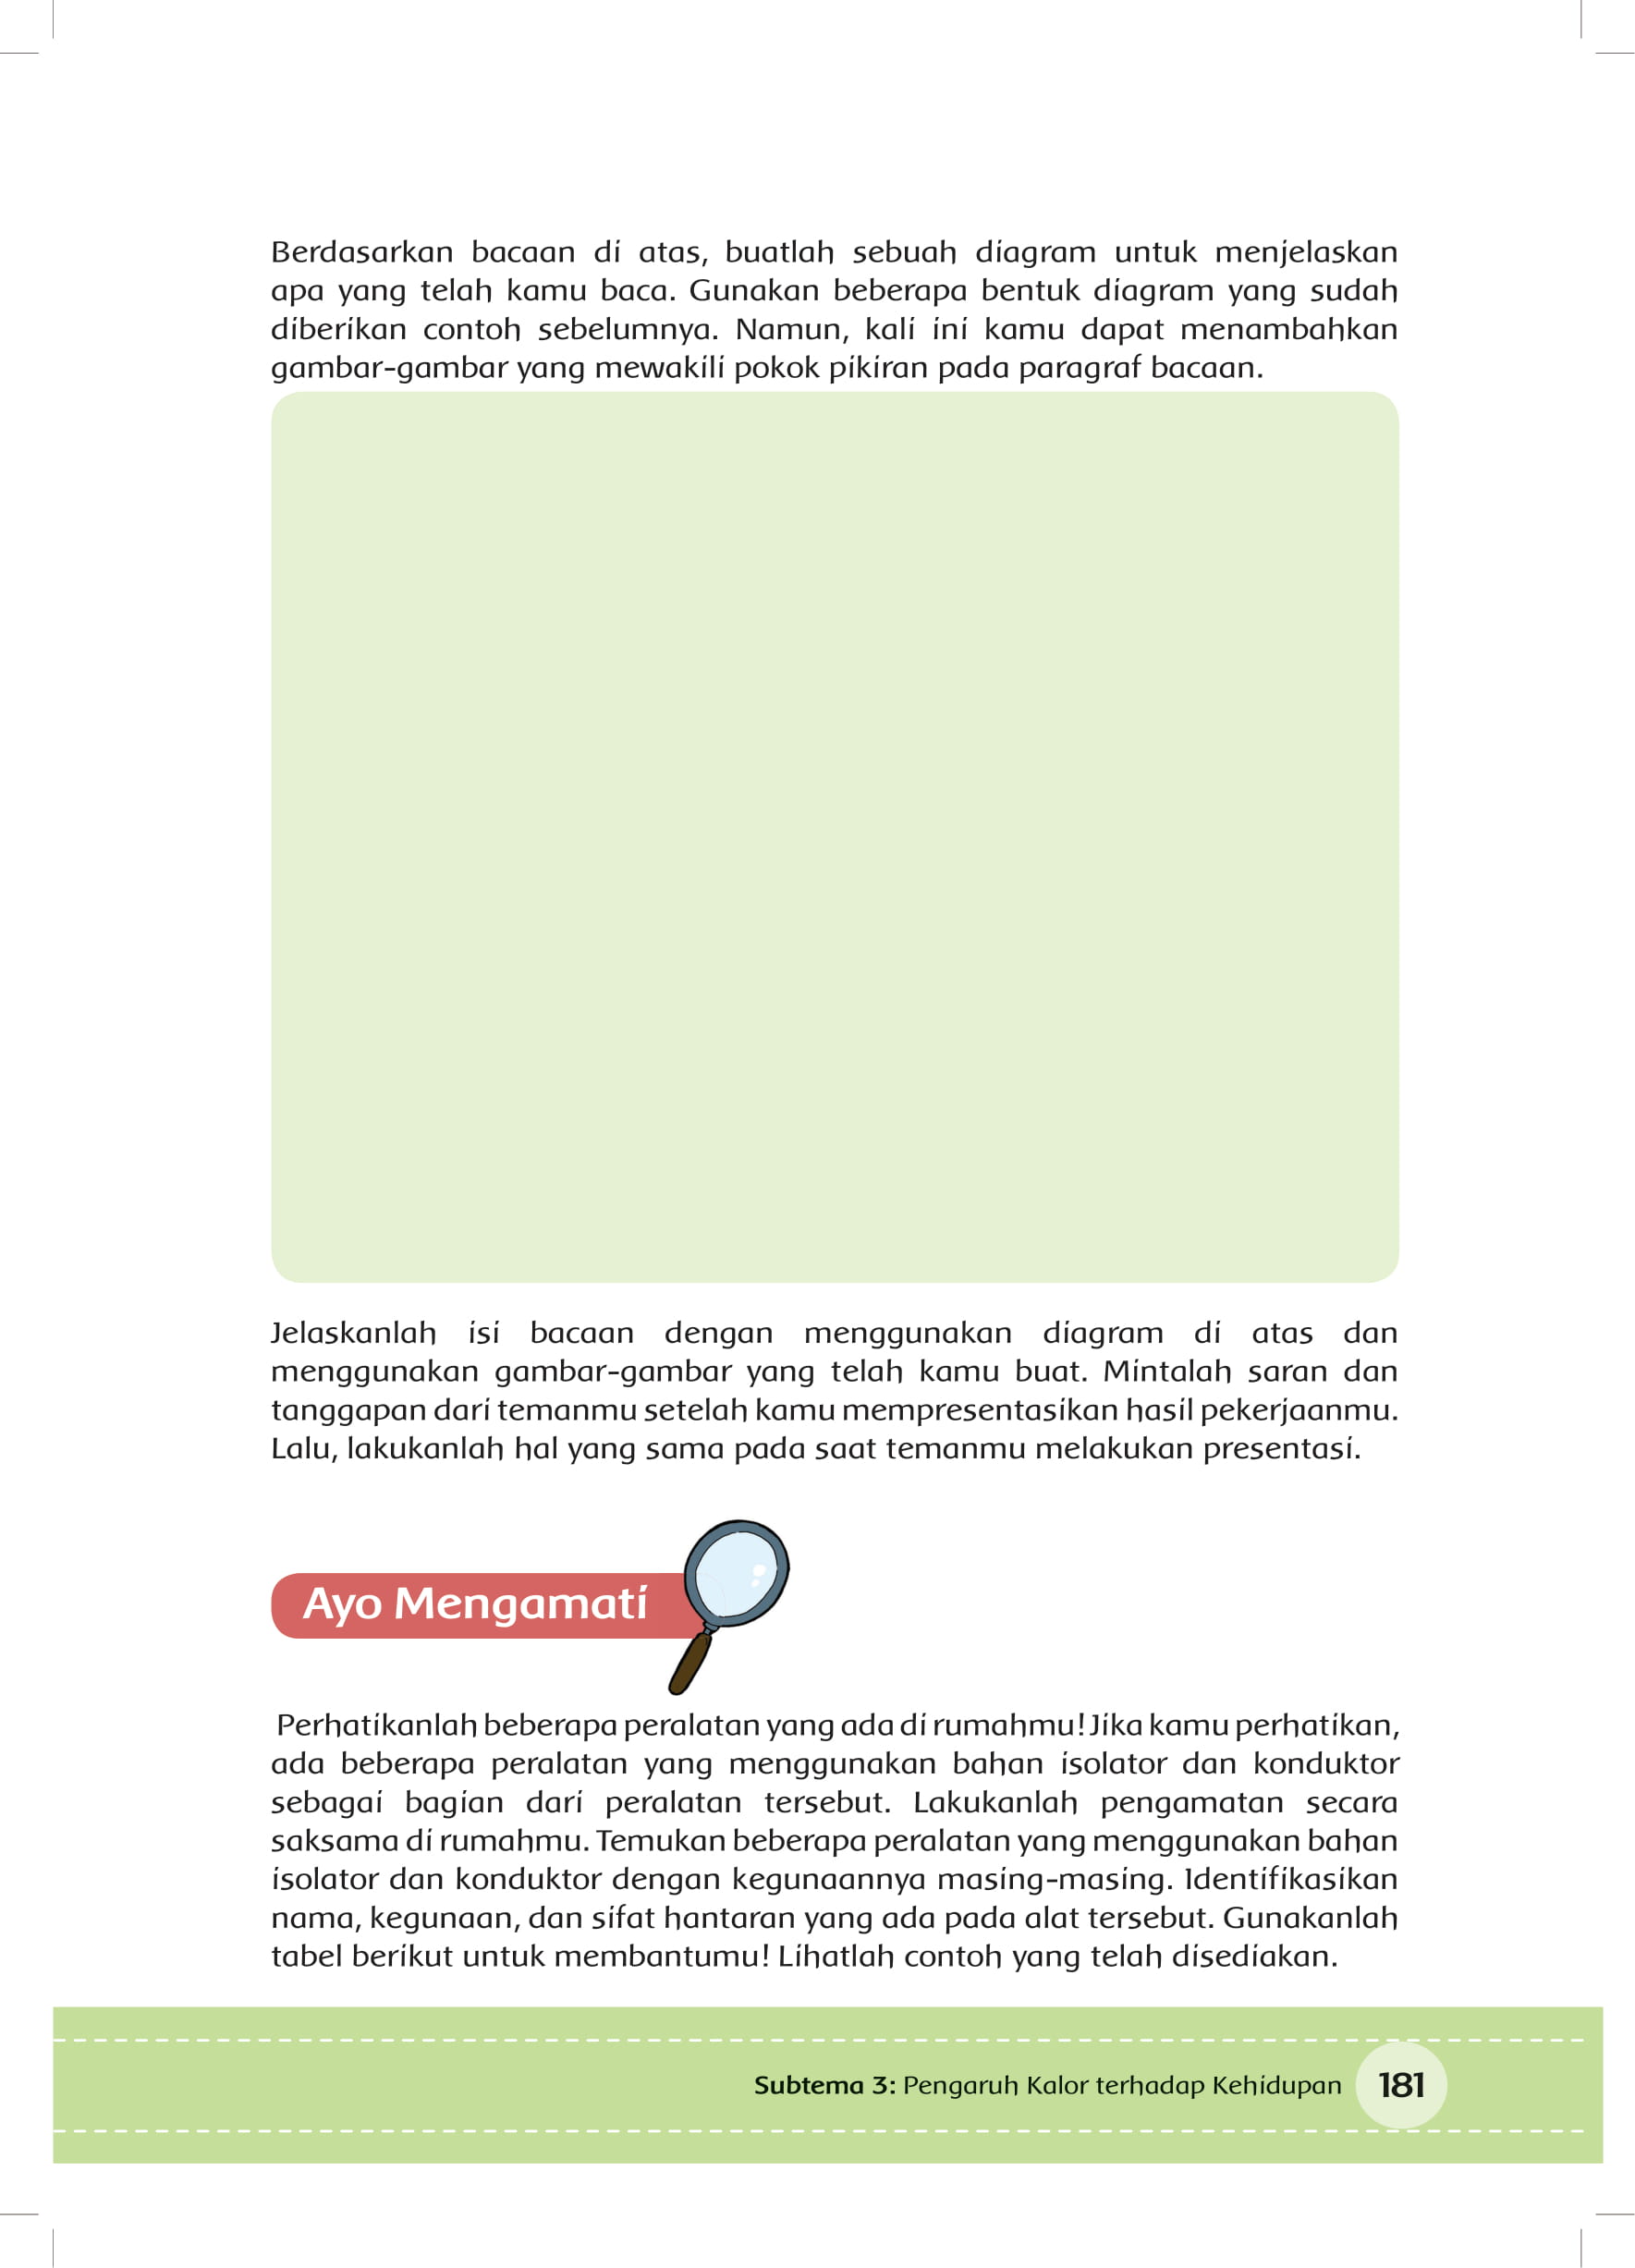 Berdasarkan bacaan di atas, buatlah sebuah diagram untuk menjelaskan
apa yang telah kamu baca. Gunakan beberapa bentuk diagram yang sudah
diberikan contoh sebelumnya. Namun, kali ini kamu dapat menambahkan
gambar-gambar yang mewakili pokok pikiran pada paragraf bacaan.
Jelaskanlah isi bacaan dengan menggunakan diagram di atas dan
menggunakan gambar-gambar yang telah kamu buat. Mintalah saran dan
tanggapan dari temanmu setelah kamu mempresentasikan hasil pekerjaanmu.
Lalu, lakukanlah hal yang sama pada saat temanmu melakukan presentasi.
Ayo Mengamati
Perhatikanlah beberapa peralatan yang ada di rumahmu! Jika kamu perhatikan,
ada beberapa peralatan yang menggunakan bahan isolator dan konduktor
sebagai bagian dari peralatan tersebut. Lakukanlah pengamatan secara
saksama di rumahmu. Temukan beberapa peralatan yang menggunakan bahan
isolator dan konduktor dengan kegunaannya masing-masing. Identifikasikan
nama, kegunaan, dan sifat hantaran yang ada pada alat tersebut. Gunakanlah
tabel berikut untuk membantumu! Lihatlah contoh yang telah disediakan.
Subtema 3: Pengaruh Kalor terhadap Kehidupan 181